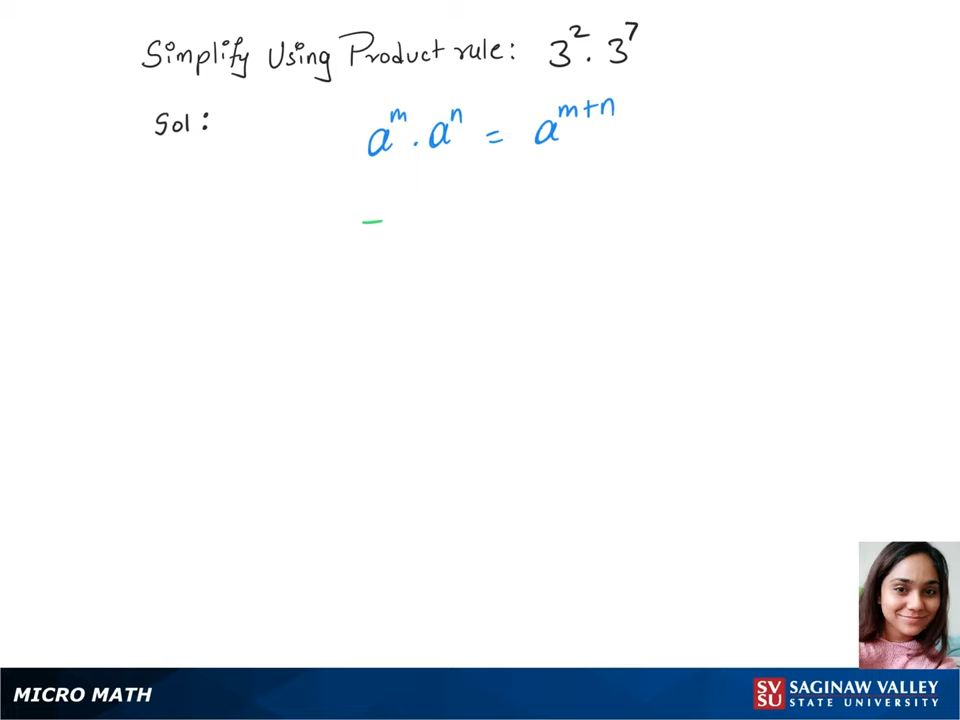 Simplify Using Product rule: 3² · 3⁷
Sol:
aᵐ · aⁿ = aᵐ⁺ⁿ
MICRO MATH
SVSU SAGINAW VALLEY
STATE UNIVERSITY